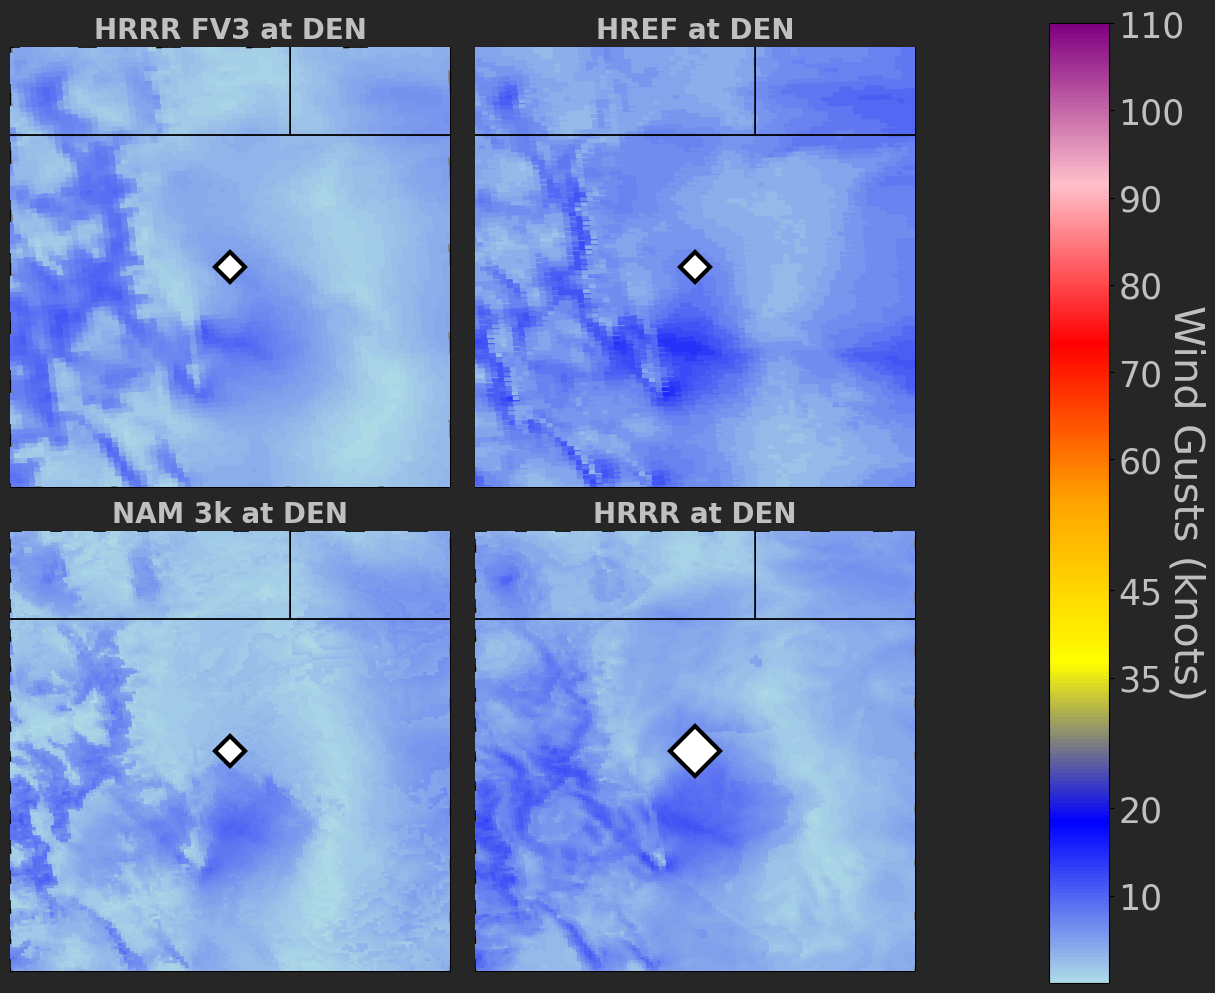 HRRR FV3 at DEN
HREF at DEN
NAM 3k at DEN
HRRR at DEN
110
100
90
80
70
60
45
35
20
10
Wind Gusts (knots)